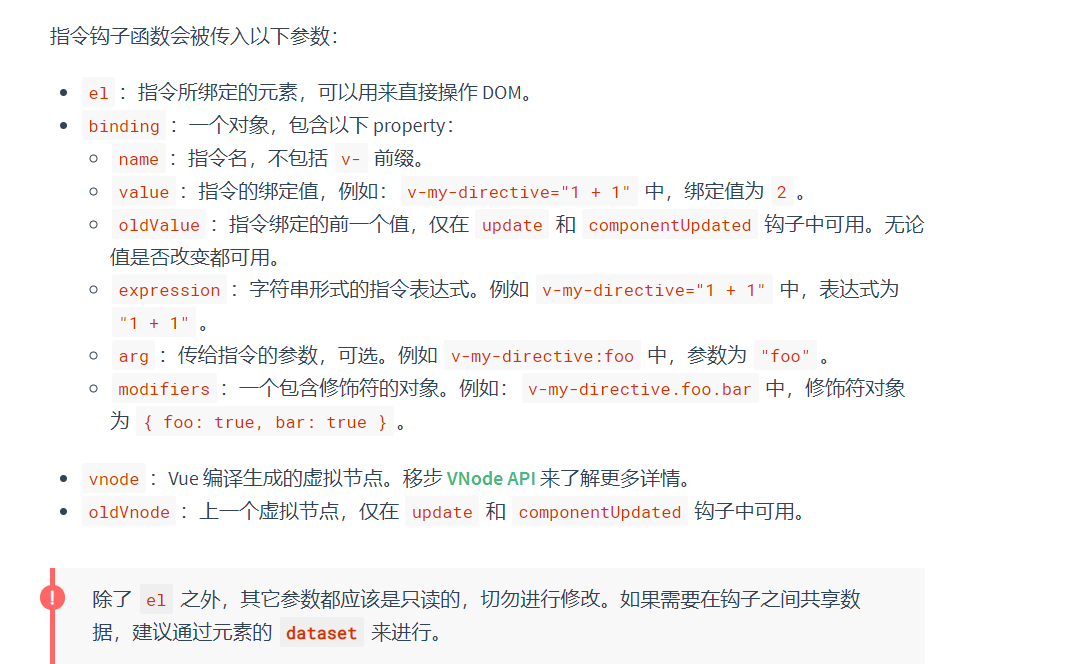 指令钩子函数会被传入以下参数：
el：指令所绑定的元素，可以用来直接操作 DOM。
binding：一个对象，包含以下 property：
name：指令名，不包括 v- 前缀。
value：指令的绑定值，例如：v-my-directive="1 + 1" 中，绑定值为 2。
oldValue：指令绑定的前一个值，仅在 update 和 componentUpdated 钩子中可用。无论
值是否改变都可用。
expression：字符串形式的指令表达式。例如 v-my-directive="1 + 1" 中，表达式为
"1 + 1"。
arg：传给指令的参数，可选。例如 v-my-directive:foo 中，参数为 "foo"。
modifiers：一个包含修饰符的对象。例如：v-my-directive.foo.bar 中，修饰符对象
为 { foo: true, bar: true }。
vnode：Vue 编译生成的虚拟节点。移步 VNode API 来了解更多详情。
oldVnode：上一个虚拟节点，仅在 update 和 componentUpdated 钩子中可用。
除了 el 之外，其它参数都应该是只读的，切勿进行修改。如果需要在钩子之间共享数
据，建议通过元素的 dataset 来进行。